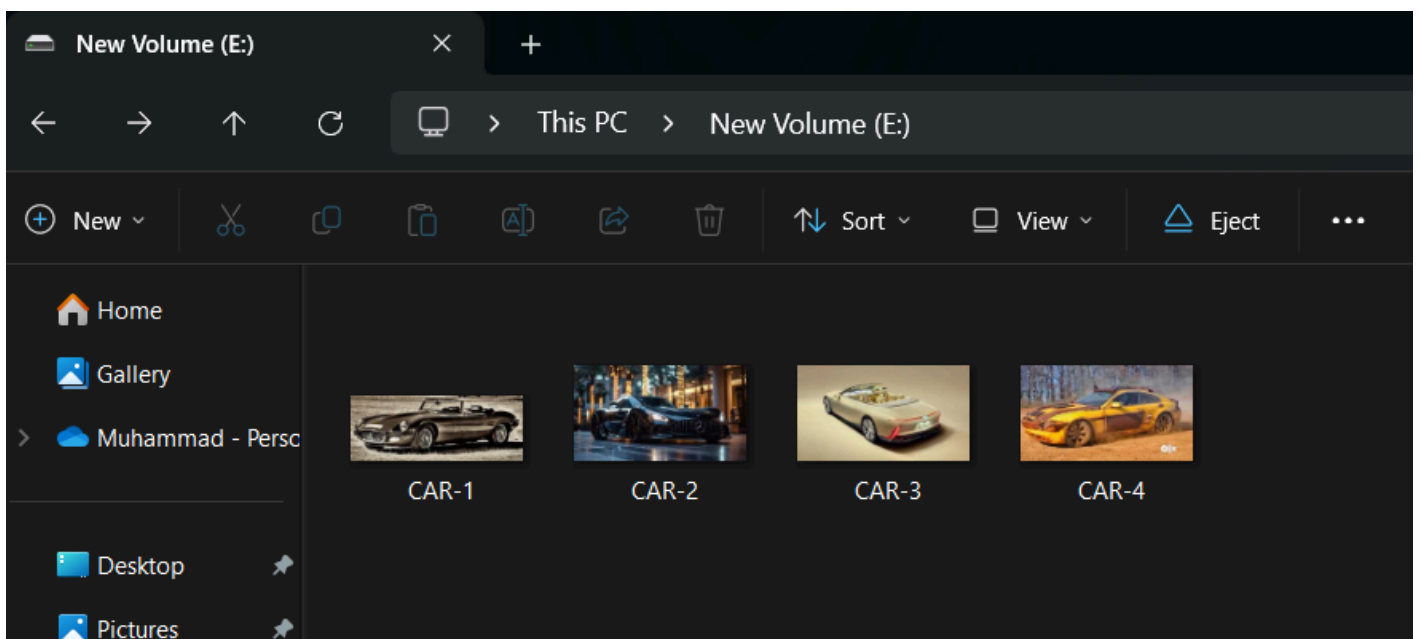 New Volume (E:)
This PC > New Volume (E:)
New
Sort
View
Eject
Home
Gallery
Muhammad - Perso
Desktop
Pictures
CAR-1
CAR-2
CAR-3
CAR-4